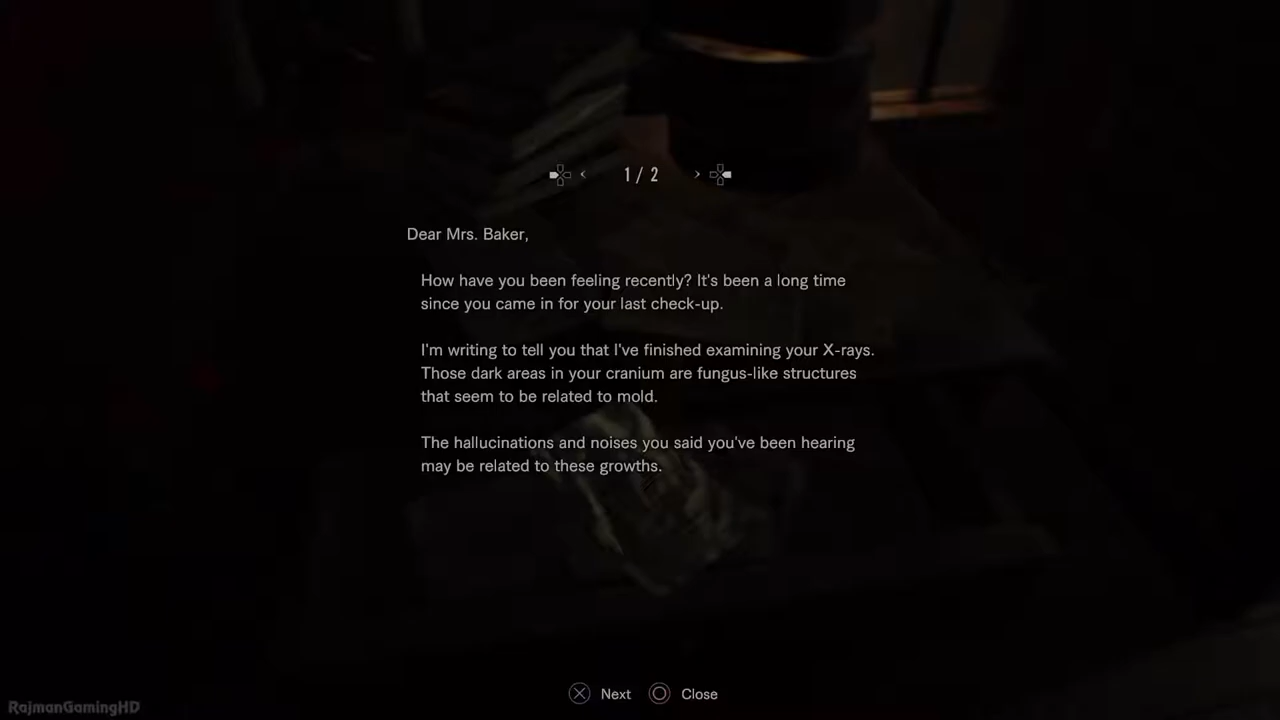 < 1 / 2 >
Dear Mrs. Baker,
How have you been feeling recently? It's been a long time
since you came in for your last check-up.
I'm writing to tell you that I've finished examining your X-rays.
Those dark areas in your cranium are fungus-like structures
that seem to be related to mold.
The hallucinations and noises you said you've been hearing
may be related to these growths.
Next Close
RajmanGamingHD